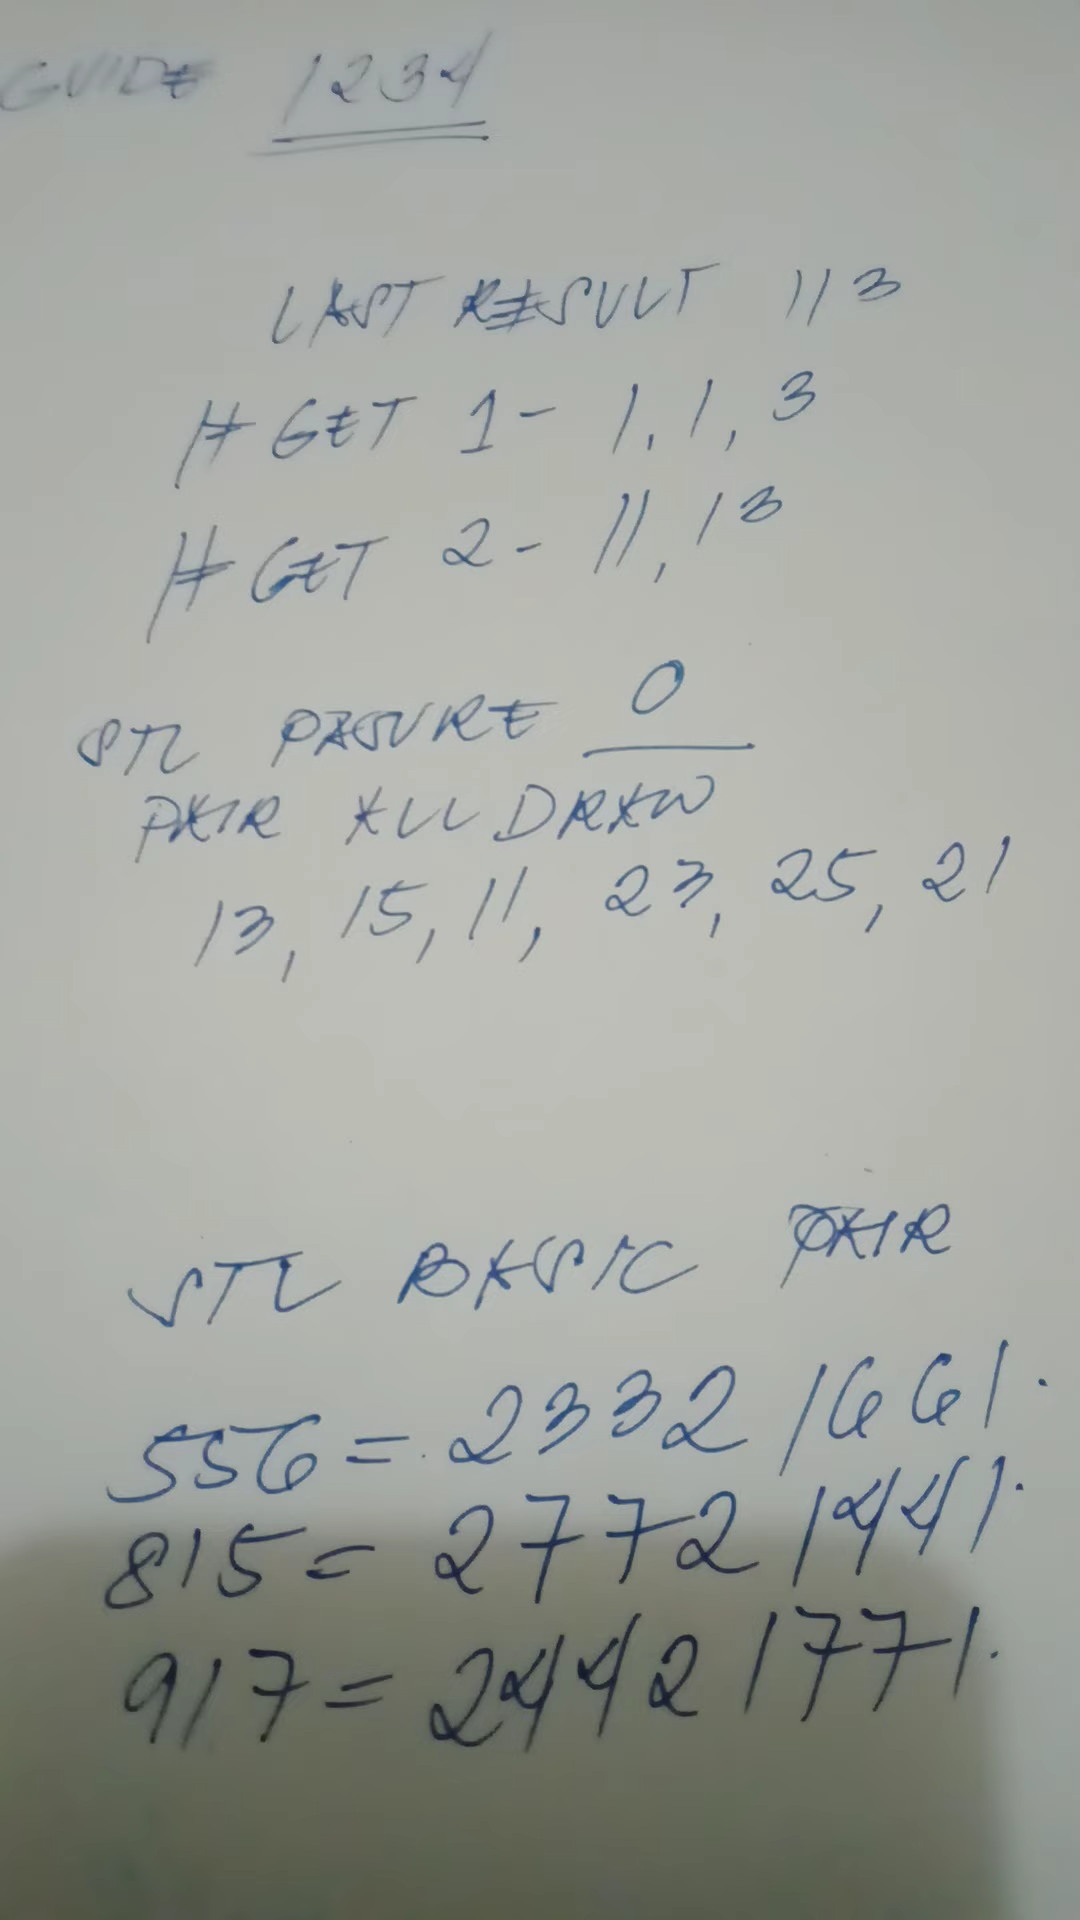 GUIDE 1234
LAST RESULT 113
# GET 1 - 1, 1, 3
# GET 2 - 11, 13
STL PASURE 0
PAIR ALL DRAW
13, 15, 11, 23, 25, 21
STL BASIC PAIR
556 = 2332 1661.
815 = 2772 1441.
917 = 2442 1771.